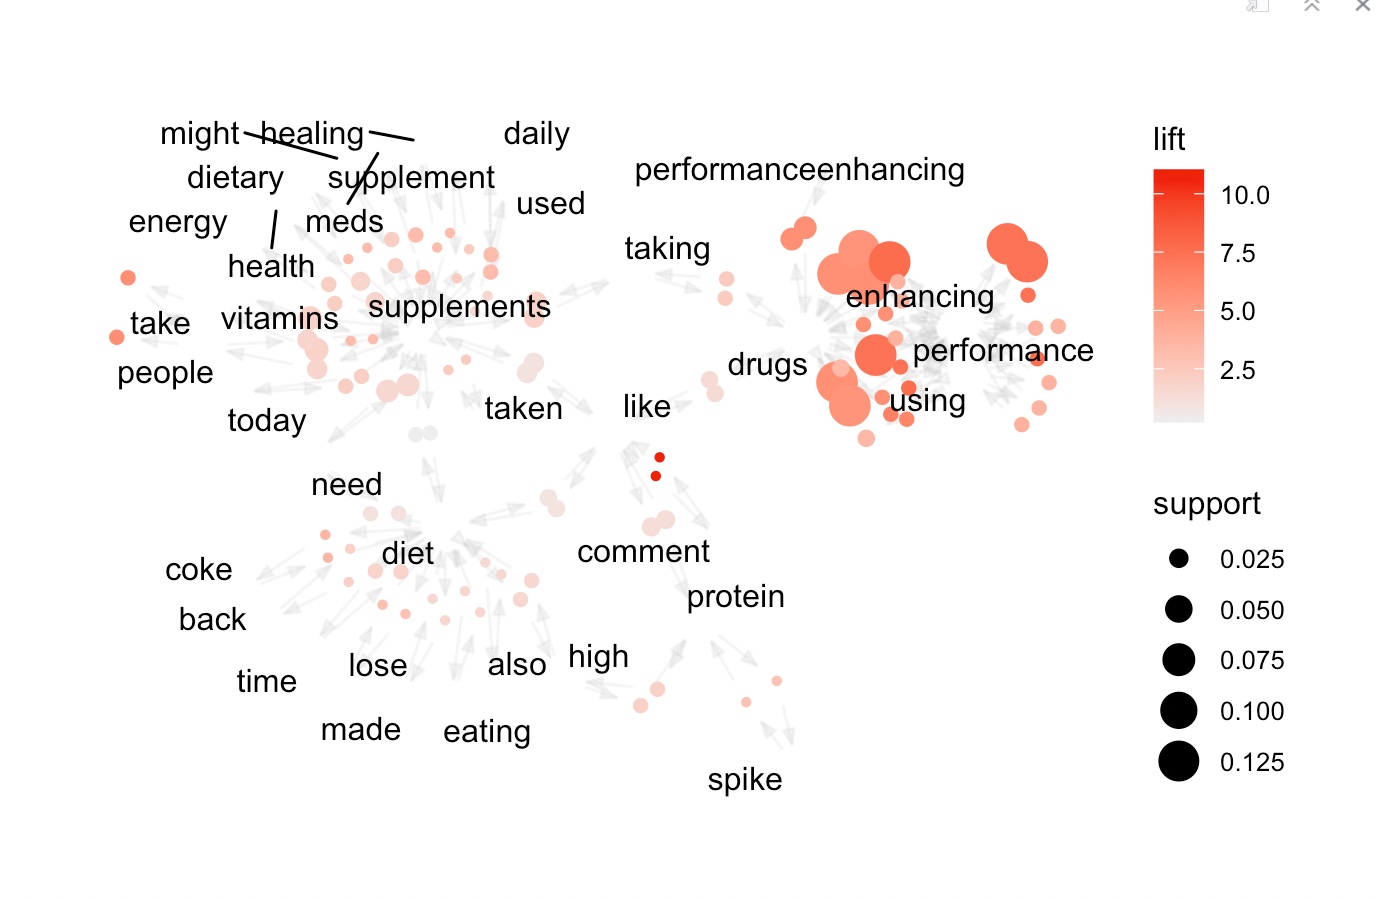 might healing daily
lift
performanceenhancing
dietary supplement
10.0
energy meds used
taking
7.5
health
enhancing
supplements
take vitamins
5.0
performance
drugs
people
2.5
using
like
taken
today
need
support
comment
diet
0.025
coke
protein
back
0.050
high
also
lose
0.075
time
0.100
made eating
0.125
spike